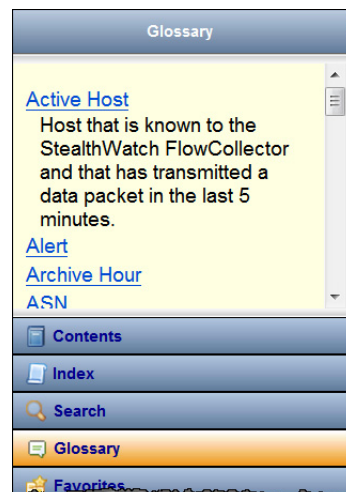 Glossary
Active Host
Host that is known to the
StealthWatch FlowCollector
and that has transmitted a
data packet in the last 5
minutes.
Alert
Archive Hour
ASN
Contents
Index
Search
Glossary
Favorites